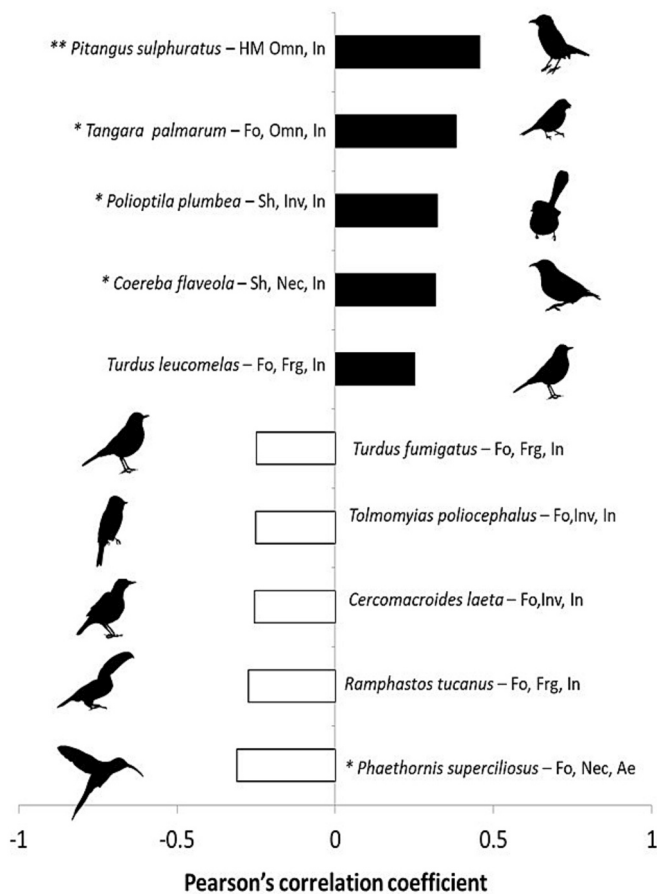 ** Pitangus sulphuratus – HM Omn, In
* Tangara palmarum – Fo, Omn, In
* Polioptila plumbea – Sh, Inv, In
* Coereba flaveola – Sh, Nec, In
Turdus leucomelas – Fo, Frg, In
Turdus fumigatus – Fo, Frg, In
Tolmomyias poliocephalus – Fo,Inv, In
Cercomacroides laeta – Fo,Inv, In
Ramphastos tucanus – Fo, Frg, In
* Phaethornis superciliosus – Fo, Nec, Ae
-1 -0.5 0 0.5 1
Pearson's correlation coefficient